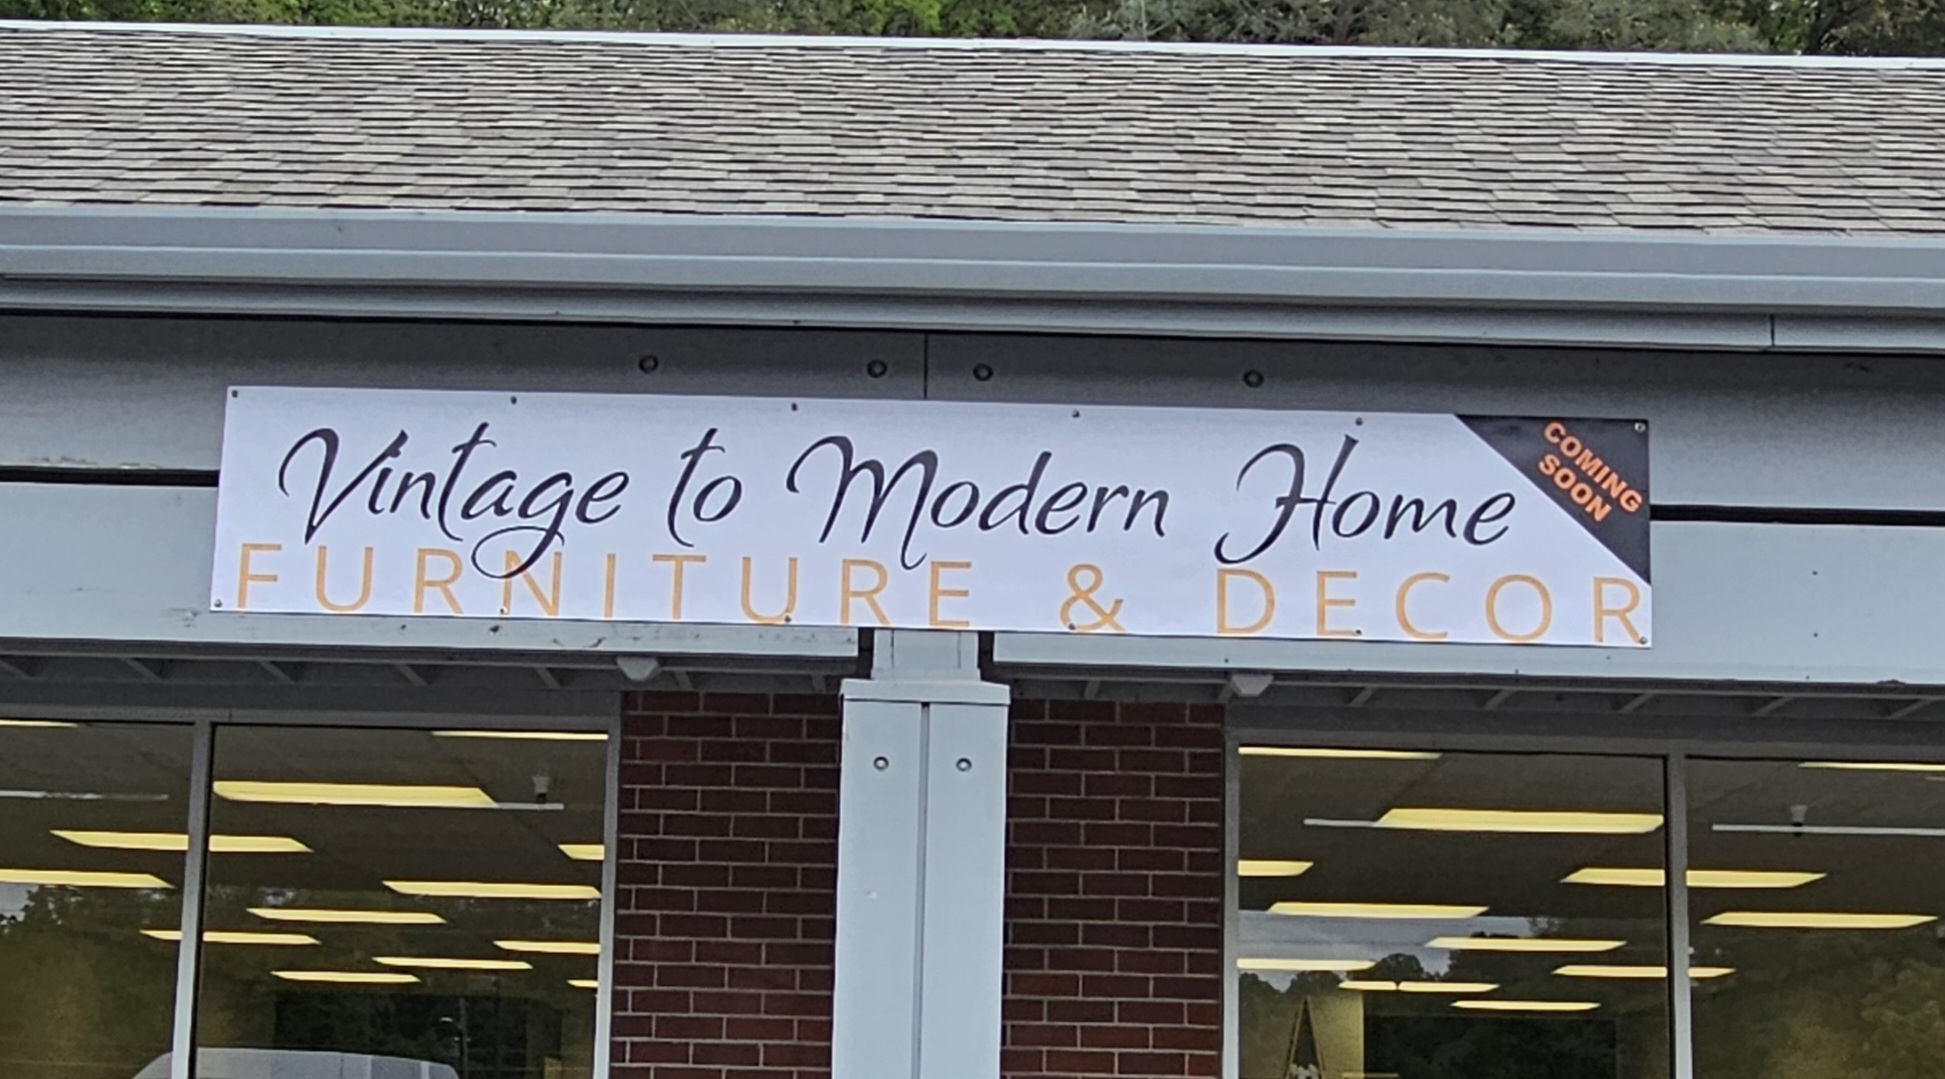 Vintage to Modern Home
FURNITURE & DECOR
COMING
SOON